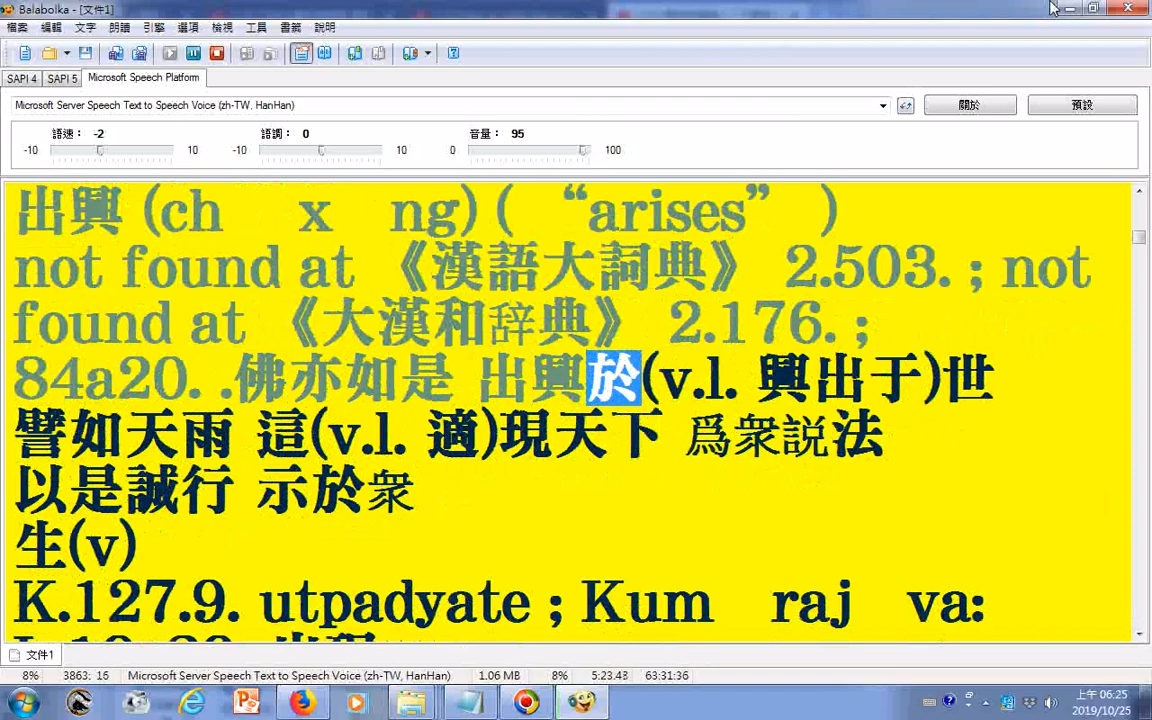 Balabolka - [文件1]
檔案 編輯 文字 朗讀 引擎 選項 檢視 工具 書籤 說明
SAPI 4 SAPI 5 Microsoft Speech Platform
Microsoft Server Speech Text to Speech Voice (zh-TW, HanHan) 關於 預設
語速： -2 語調： 0 音量： 95
-10 10 -10 10 0 100
出興 (ch x ng) ( “arises” )
not found at 《漢語大詞典》 2.503. ; not
found at 《大漢和辞典》 2.176. ;
84a20. .佛亦如是 出興於(v.l. 興出于)世
譬如天雨 這(v.l. 適)現天下 爲衆説法
以是誠行 示於衆
生(v)
K.127.9. utpadyate ; Kum raj va:
文件1
8% 3863: 16 Microsoft Server Speech Text to Speech Voice (zh-TW, HanHan) 1.06 MB 8% 5:23.43 63:31:36
上午 06:25
2019/10/25